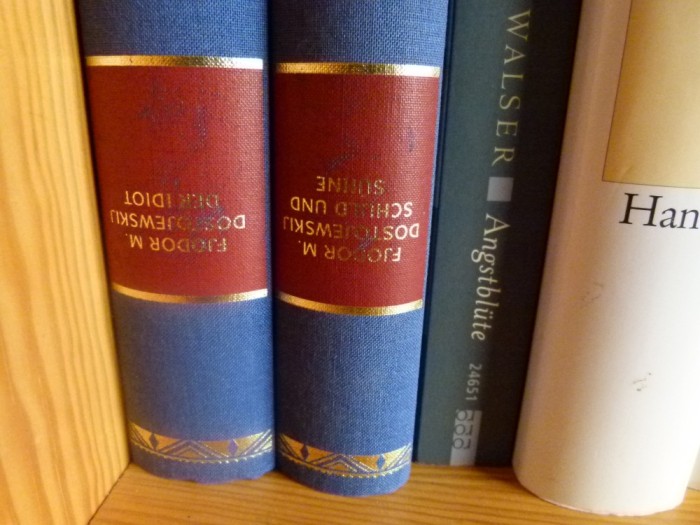 FJODOR M.
DOSTOJEWSKIJ
DER IDIOT
FJODOR M.
DOSTOJEWSKIJ
SCHULD UND
SÜHNE
WALSER Angstblüte 24651
Han